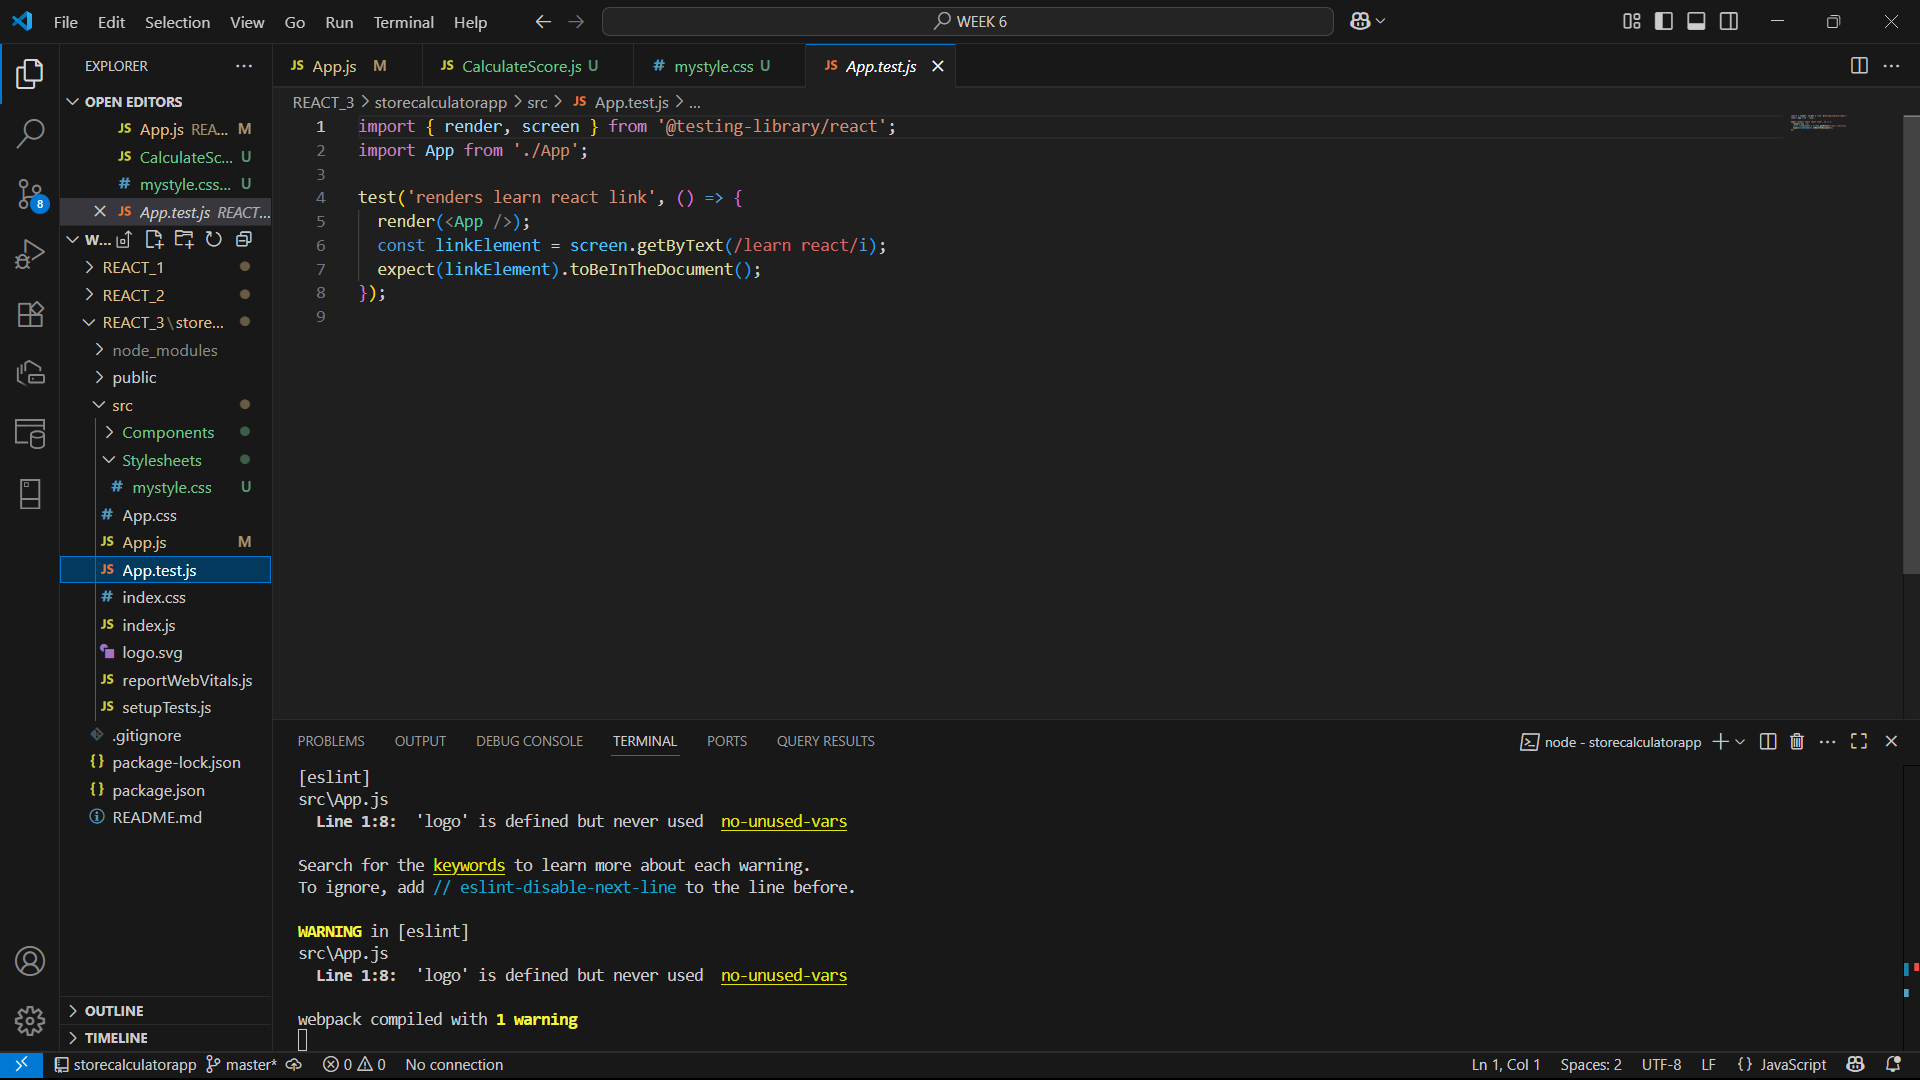 File Edit Selection View Go Run Terminal Help
WEEK 6
EXPLORER
OPEN EDITORS
JS App.js REA... M
JS CalculateSc... U
# mystyle.css... U
JS App.test.js REACT...
W...
REACT_1
REACT_2
REACT_3\store...
node_modules
public
src
Components
Stylesheets
# mystyle.css U
# App.css
JS App.js M
JS App.test.js
# index.css
JS index.js
logo.svg
JS reportWebVitals.js
JS setupTests.js
.gitignore
{} package-lock.json
{} package.json
README.md
OUTLINE
TIMELINE
8
JS App.js M
JS CalculateScore.js U
# mystyle.css U
JS App.test.js
REACT_3 > storecalculatorapp > src > JS App.test.js > ...
1 import { render, screen } from '@testing-library/react';
2 import App from './App';
3
4 test('renders learn react link', () => {
5 render(<App />);
6 const linkElement = screen.getByText(/learn react/i);
7 expect(linkElement).toBeInTheDocument();
8 });
9
PROBLEMS OUTPUT DEBUG CONSOLE TERMINAL PORTS QUERY RESULTS
node - storecalculatorapp
[eslint]
src\App.js
Line 1:8: 'logo' is defined but never used no-unused-vars
Search for the keywords to learn more about each warning.
To ignore, add // eslint-disable-next-line to the line before.
WARNING in [eslint]
src\App.js
Line 1:8: 'logo' is defined but never used no-unused-vars
webpack compiled with 1 warning
storecalculatorapp master* 0 0 No connection
Ln 1, Col 1 Spaces: 2 UTF-8 LF {} JavaScript